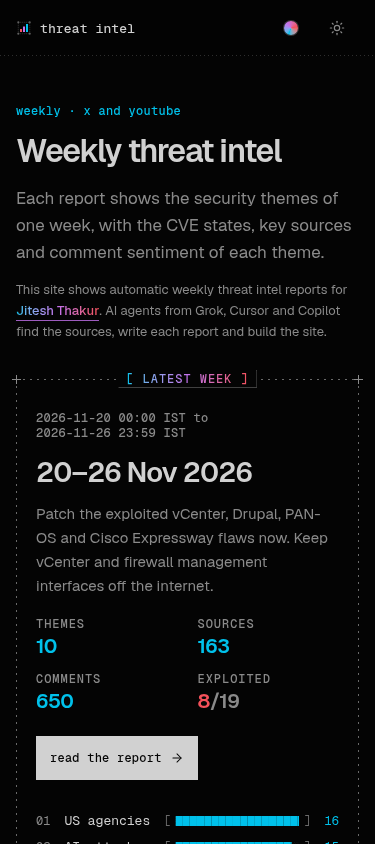 threat intel
weekly · x and youtube
Weekly threat intel
Each report shows the security themes of
one week, with the CVE states, key sources
and comment sentiment of each theme.
This site shows automatic weekly threat intel reports for
Jitesh Thakur. AI agents from Grok, Cursor and Copilot
find the sources, write each report and build the site.
[ LATEST WEEK ]
2026-11-20 00:00 IST to
2026-11-26 23:59 IST
20–26 Nov 2026
Patch the exploited vCenter, Drupal, PAN-
OS and Cisco Expressway flaws now. Keep
vCenter and firewall management
interfaces off the internet.
THEMES SOURCES
10 163
COMMENTS EXPLOITED
650 8/19
read the report →
01 US agencies [ ] 16